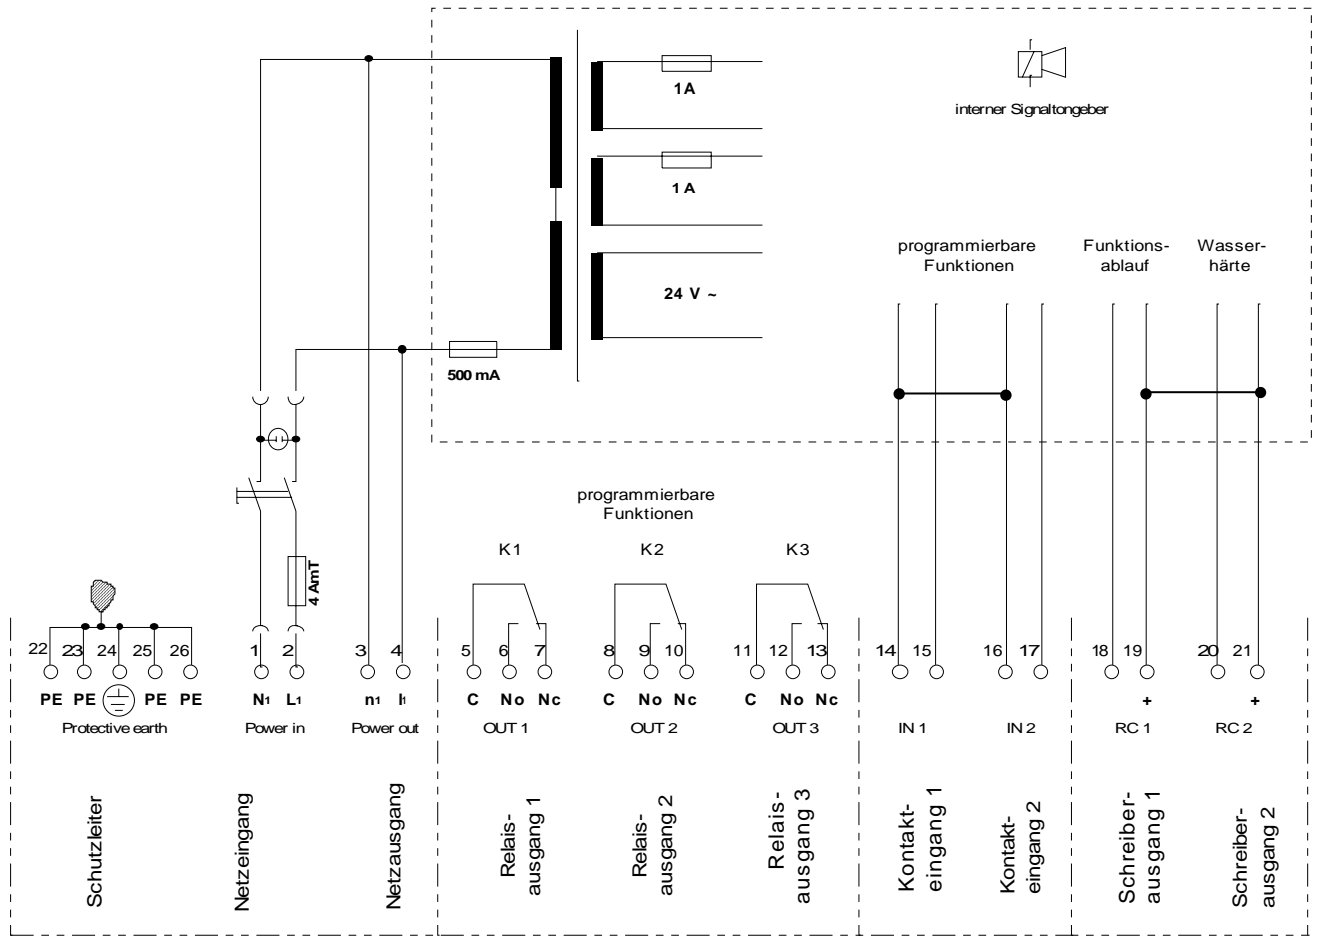 1A
interner Signaltongeber
1 A
24 V ~
500 mA
programmierbare
Funktionen
Funktions-
ablauf
Wasser-
härte
programmierbare
Funktionen
K1
K2
K3
4 AmT
22 23 24 25 26
1 2
3 4
5 6 7
8 9 10
11 12 13
14 15
16 17
18 19
20 21
PE PE PE PE
N1 L1
n1 l1
C No Nc
C No Nc
C No Nc
+
+
Protective earth
Power in
Power out
OUT 1
OUT 2
OUT 3
IN 1
IN 2
RC 1
RC 2
Schutzleiter
Netzeingang
Netzausgang
Relais-
ausgang 1
Relais-
ausgang 2
Relais-
ausgang 3
Kontakt-
eingang 1
Kontakt-
eingang 2
Schreiber-
ausgang 1
Schreiber-
ausgang 2